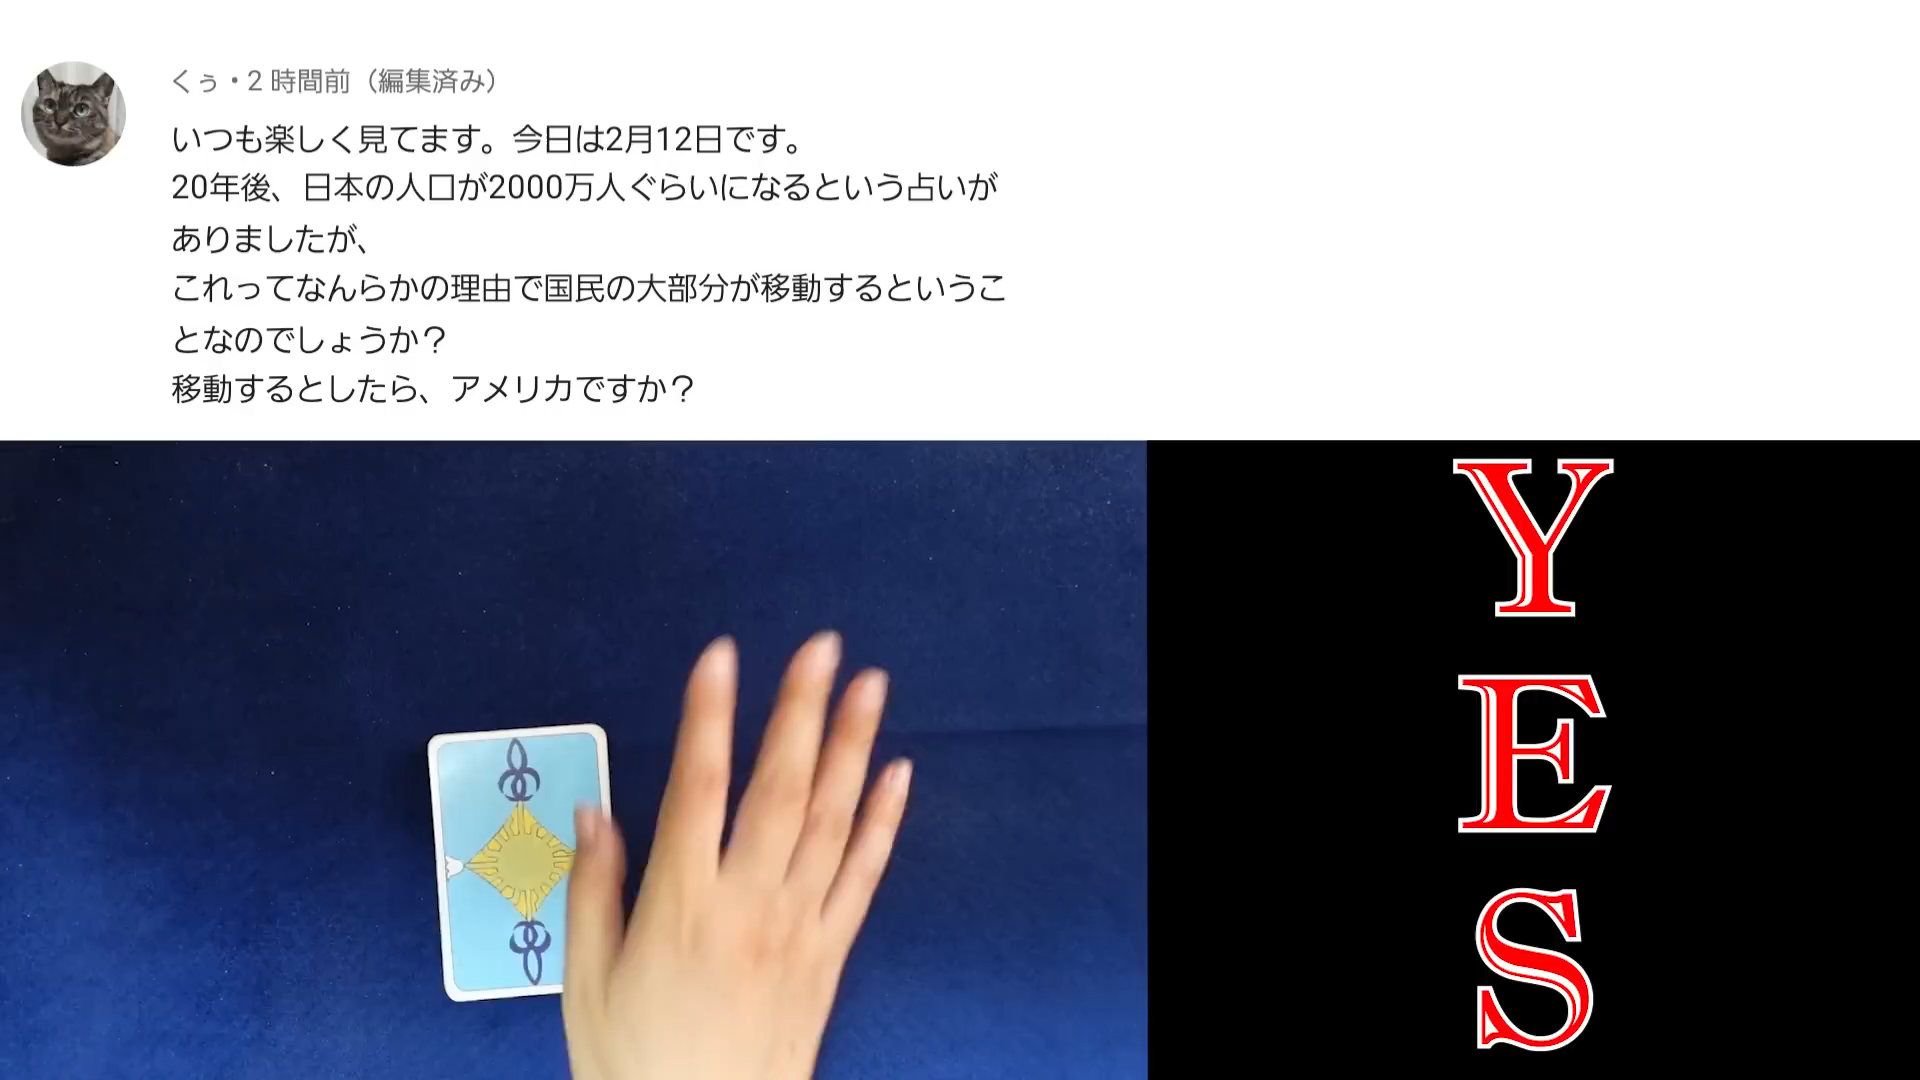 くぅ・2 時間前（編集済み）
いつも楽しく見てます。今日は2月12日です。
20年後、日本の人口が2000万人ぐらいになるという占いが
ありましたが、
これってなんらかの理由で国民の大部分が移動するというこ
となのでしょうか？
移動するとしたら、アメリカですか？
Y
E
S